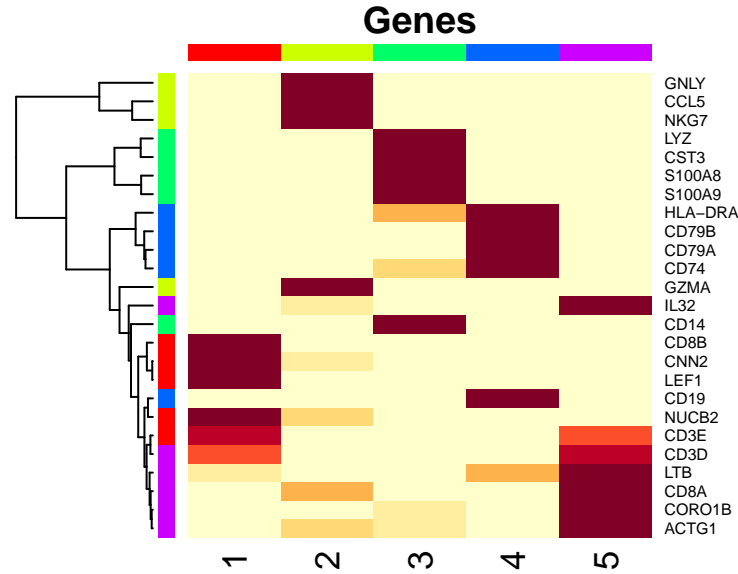 Genes
GNLY
CCL5
NKG7
LYZ
CST3
S100A8
S100A9
HLA−DRA
CD79B
CD79A
CD74
GZMA
IL32
CD14
CD8B
CNN2
LEF1
CD19
NUCB2
CD3E
CD3D
LTB
CD8A
CORO1B
ACTG1
1 2 3 4 5